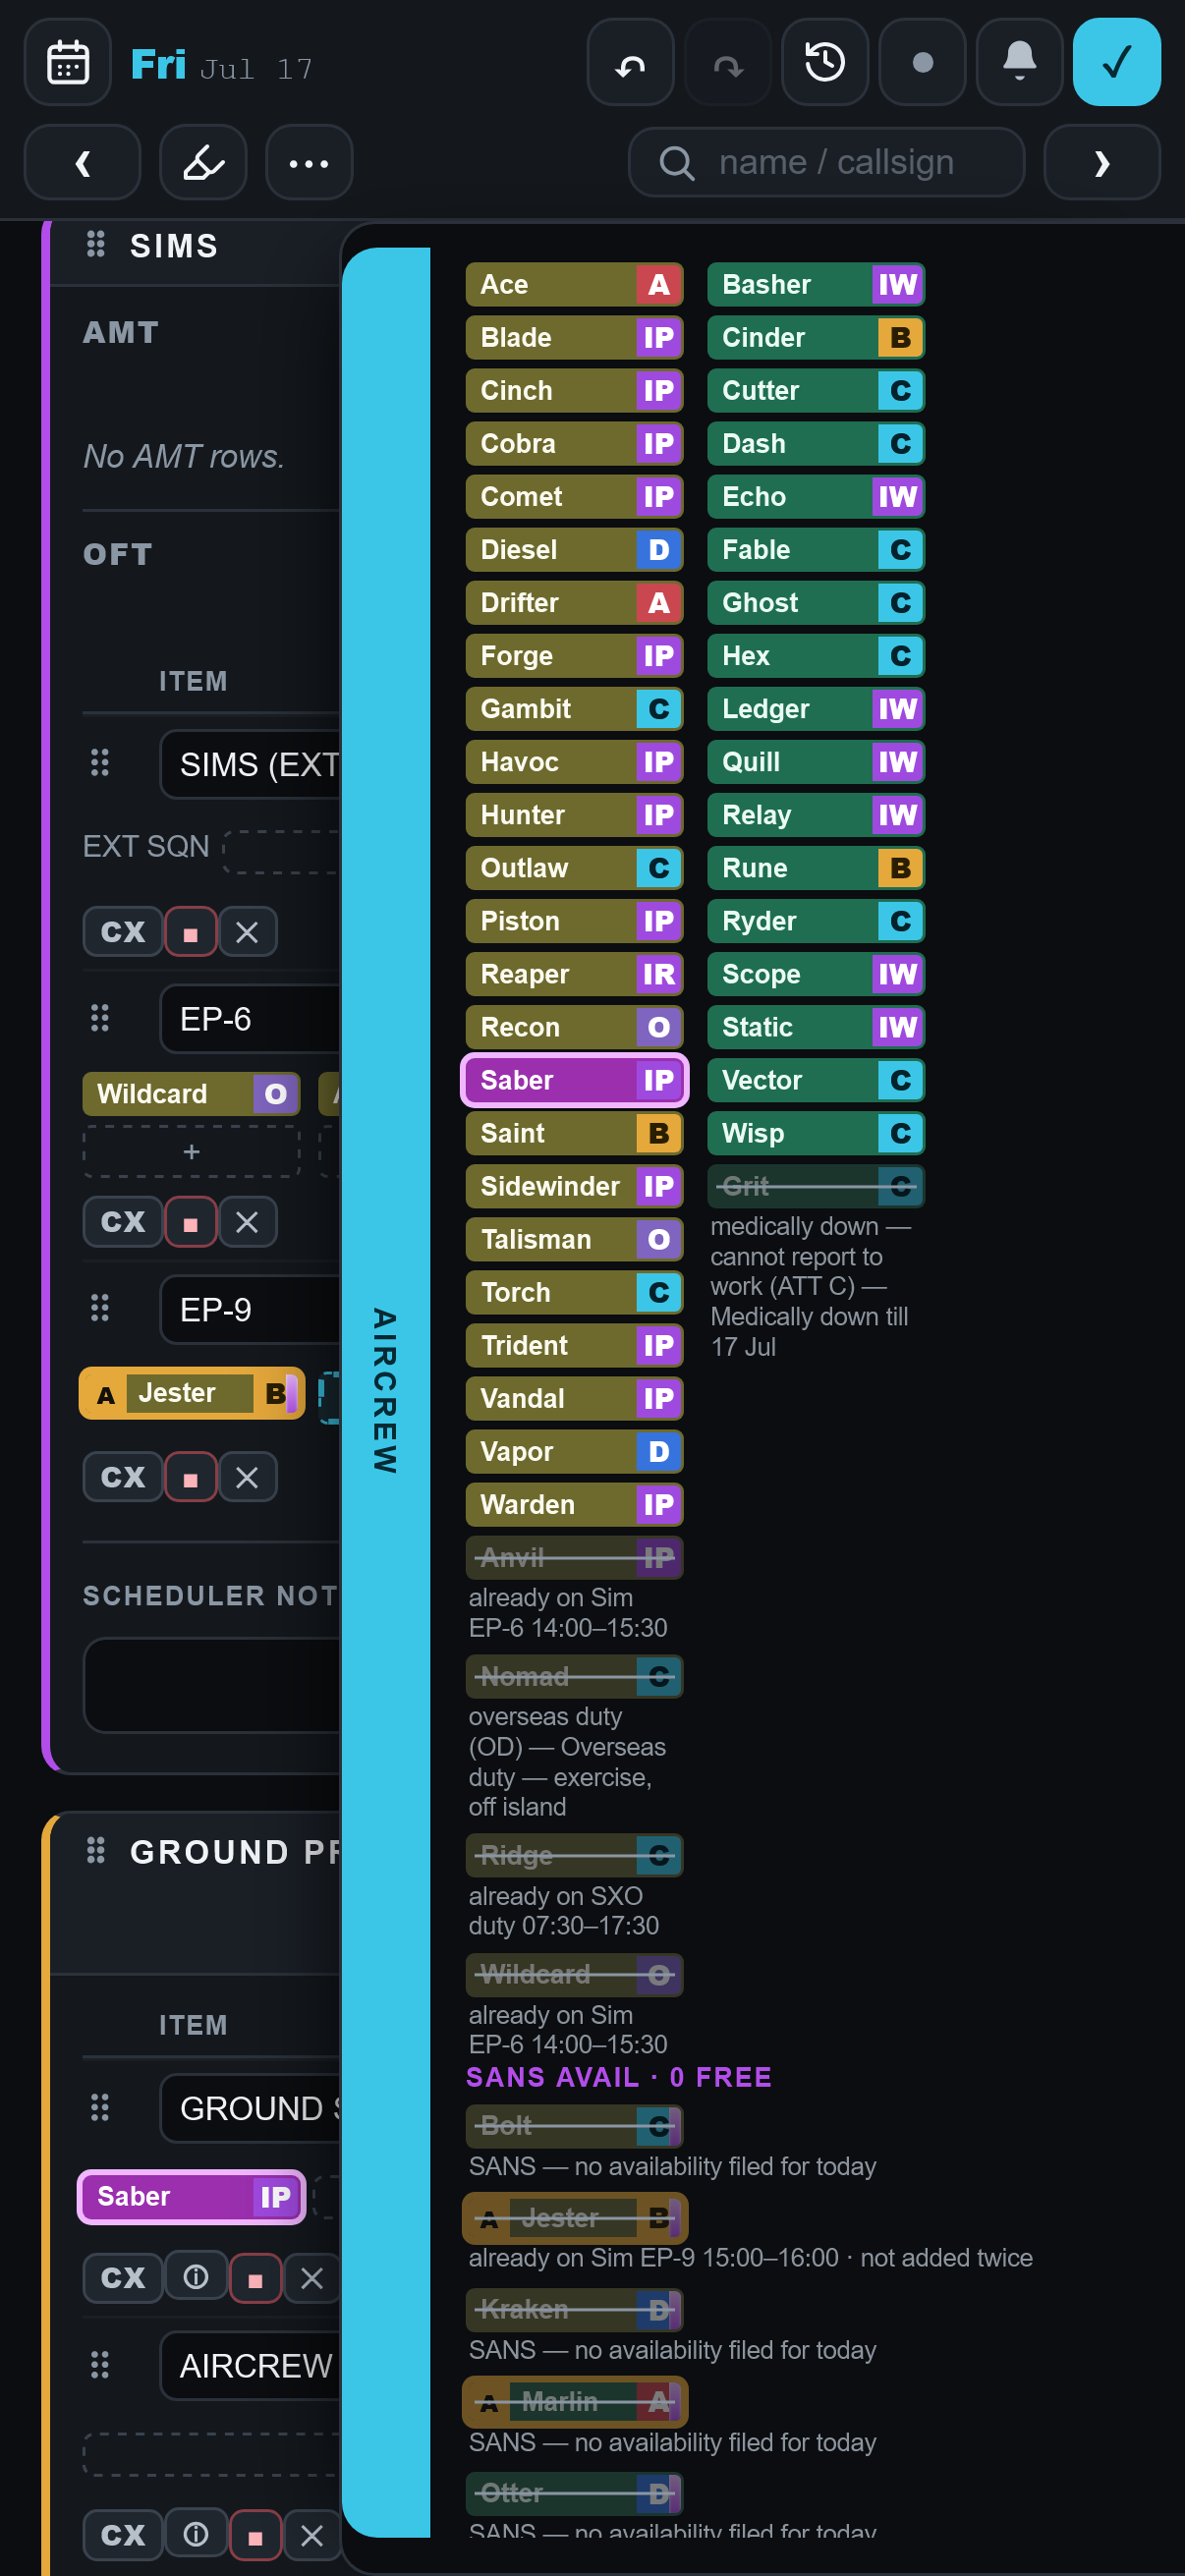 Fri Jul 17
name / callsign
SIMS
AMT
No AMT rows.
OFT
ITEM
SIMS (EXT
EXT SQN
CX
EP-6
Wildcard O
+
CX
EP-9
A Jester B
CX
SCHEDULER NOT
GROUND PR
ITEM
GROUND S
Saber IP
CX
AIRCREW
CX
AIRCREW
Ace A
Blade IP
Cinch IP
Cobra IP
Comet IP
Diesel D
Drifter A
Forge IP
Gambit C
Havoc IP
Hunter IP
Outlaw C
Piston IP
Reaper IR
Recon O
Saber IP
Saint B
Sidewinder IP
Talisman O
Torch C
Trident IP
Vandal IP
Vapor D
Warden IP
Anvil IP
already on Sim
EP-6 14:00–15:30
Nomad C
overseas duty
(OD) — Overseas
duty — exercise,
off island
Ridge C
already on SXO
duty 07:30–17:30
Wildcard O
already on Sim
EP-6 14:00–15:30
Basher IW
Cinder B
Cutter C
Dash C
Echo IW
Fable C
Ghost C
Hex C
Ledger IW
Quill IW
Relay IW
Rune B
Ryder C
Scope IW
Static IW
Vector C
Wisp C
Grit C
medically down —
cannot report to
work (ATT C) —
Medically down till
17 Jul
SANS AVAIL · 0 FREE
Bolt C
SANS — no availability filed for today
A Jester B
already on Sim EP-9 15:00–16:00 · not added twice
Kraken D
SANS — no availability filed for today
A Marlin A
SANS — no availability filed for today
Otter D
SANS — no availability filed for today